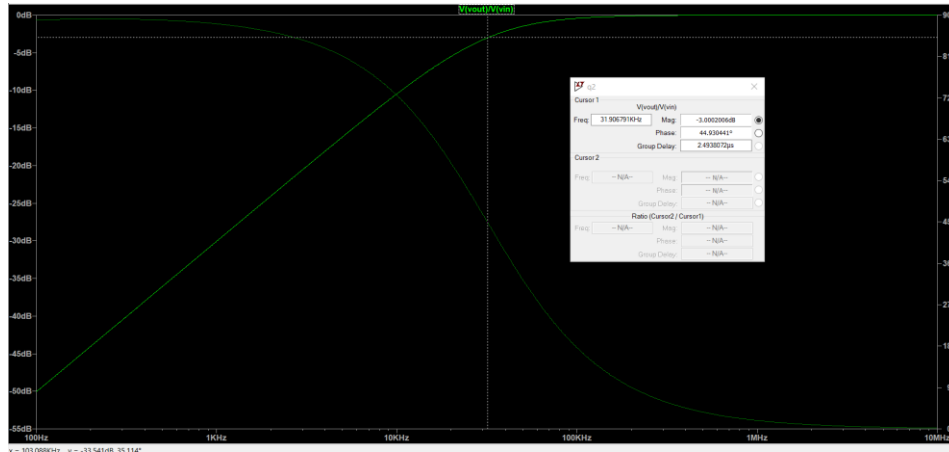 V(vout)/V(vin)
0dB
-5dB
-10dB
-15dB
-20dB
-25dB
-30dB
-35dB
-40dB
-45dB
-50dB
-55dB
100Hz 1KHz 10KHz 100KHz 1MHz 10MHz
q2
Cursor 1
V(vout)/V(vin)
Freq: 31.906791KHz Mag: -3.0002006dB
Phase: 44.930441°
Group Delay: 2.4938072µs
Cursor 2
Freq: -- N/A-- Mag: -- N/A--
Phase: -- N/A--
Group Delay: -- N/A--
Ratio (Cursor2 / Cursor1)
Freq: -- N/A-- Mag: -- N/A--
Phase: -- N/A--
Group Delay: -- N/A--
x = 103.088KHz y = -33.541dB, 35.114°